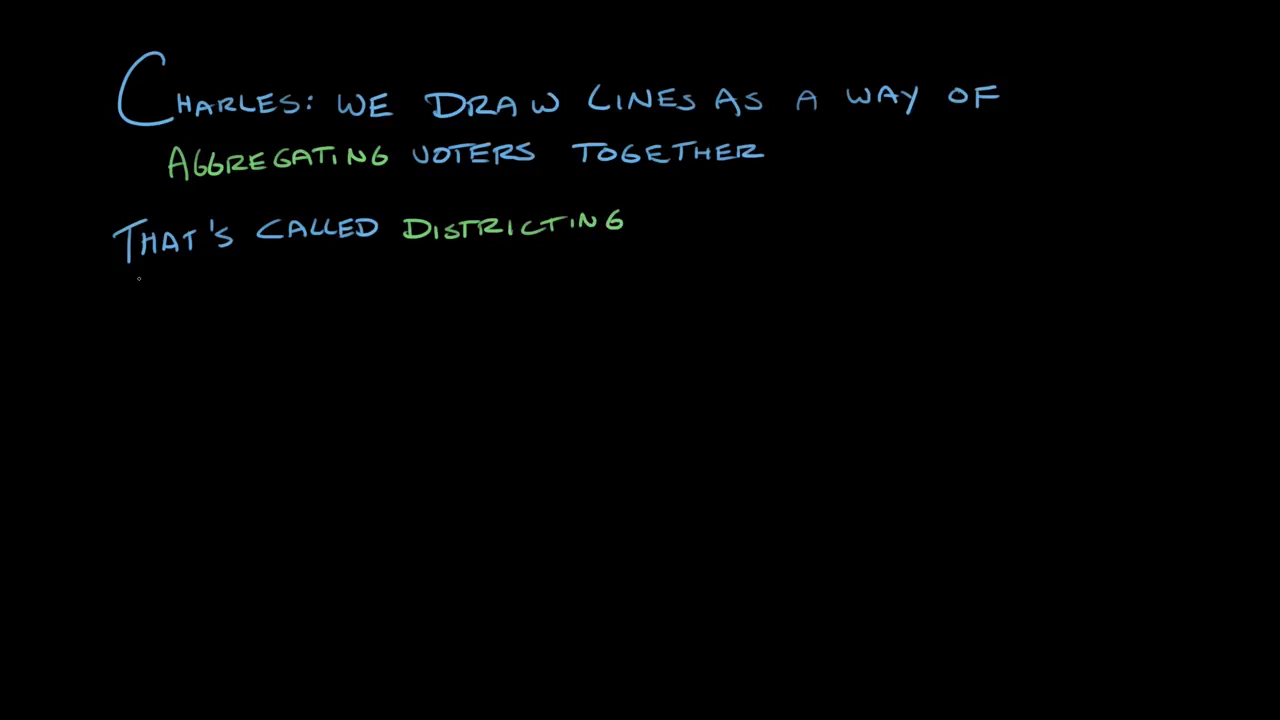 CHARLES: WE DRAW LINES AS A WAY OF
AGGREGATING VOTERS TOGETHER
THAT'S CALLED DISTRICTING